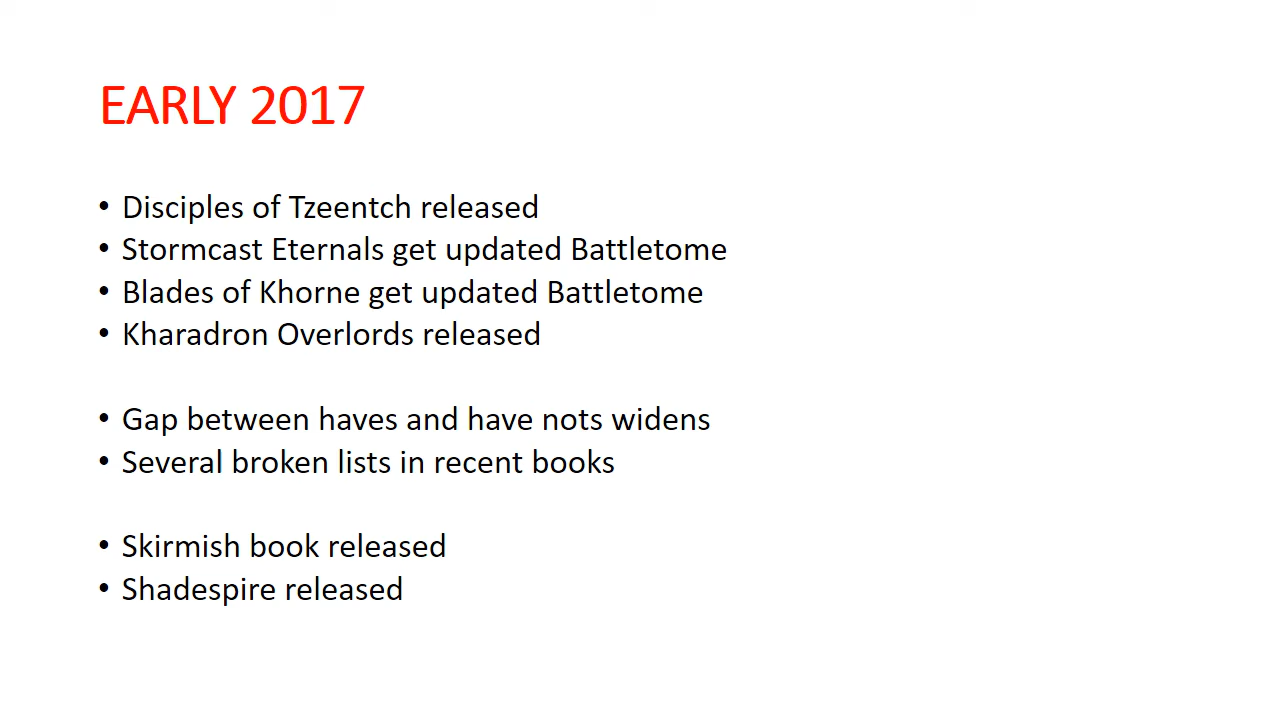 EARLY 2017
• Disciples of Tzeentch released
• Stormcast Eternals get updated Battletome
• Blades of Khorne get updated Battletome
• Kharadron Overlords released
• Gap between haves and have nots widens
• Several broken lists in recent books
• Skirmish book released
• Shadespire released